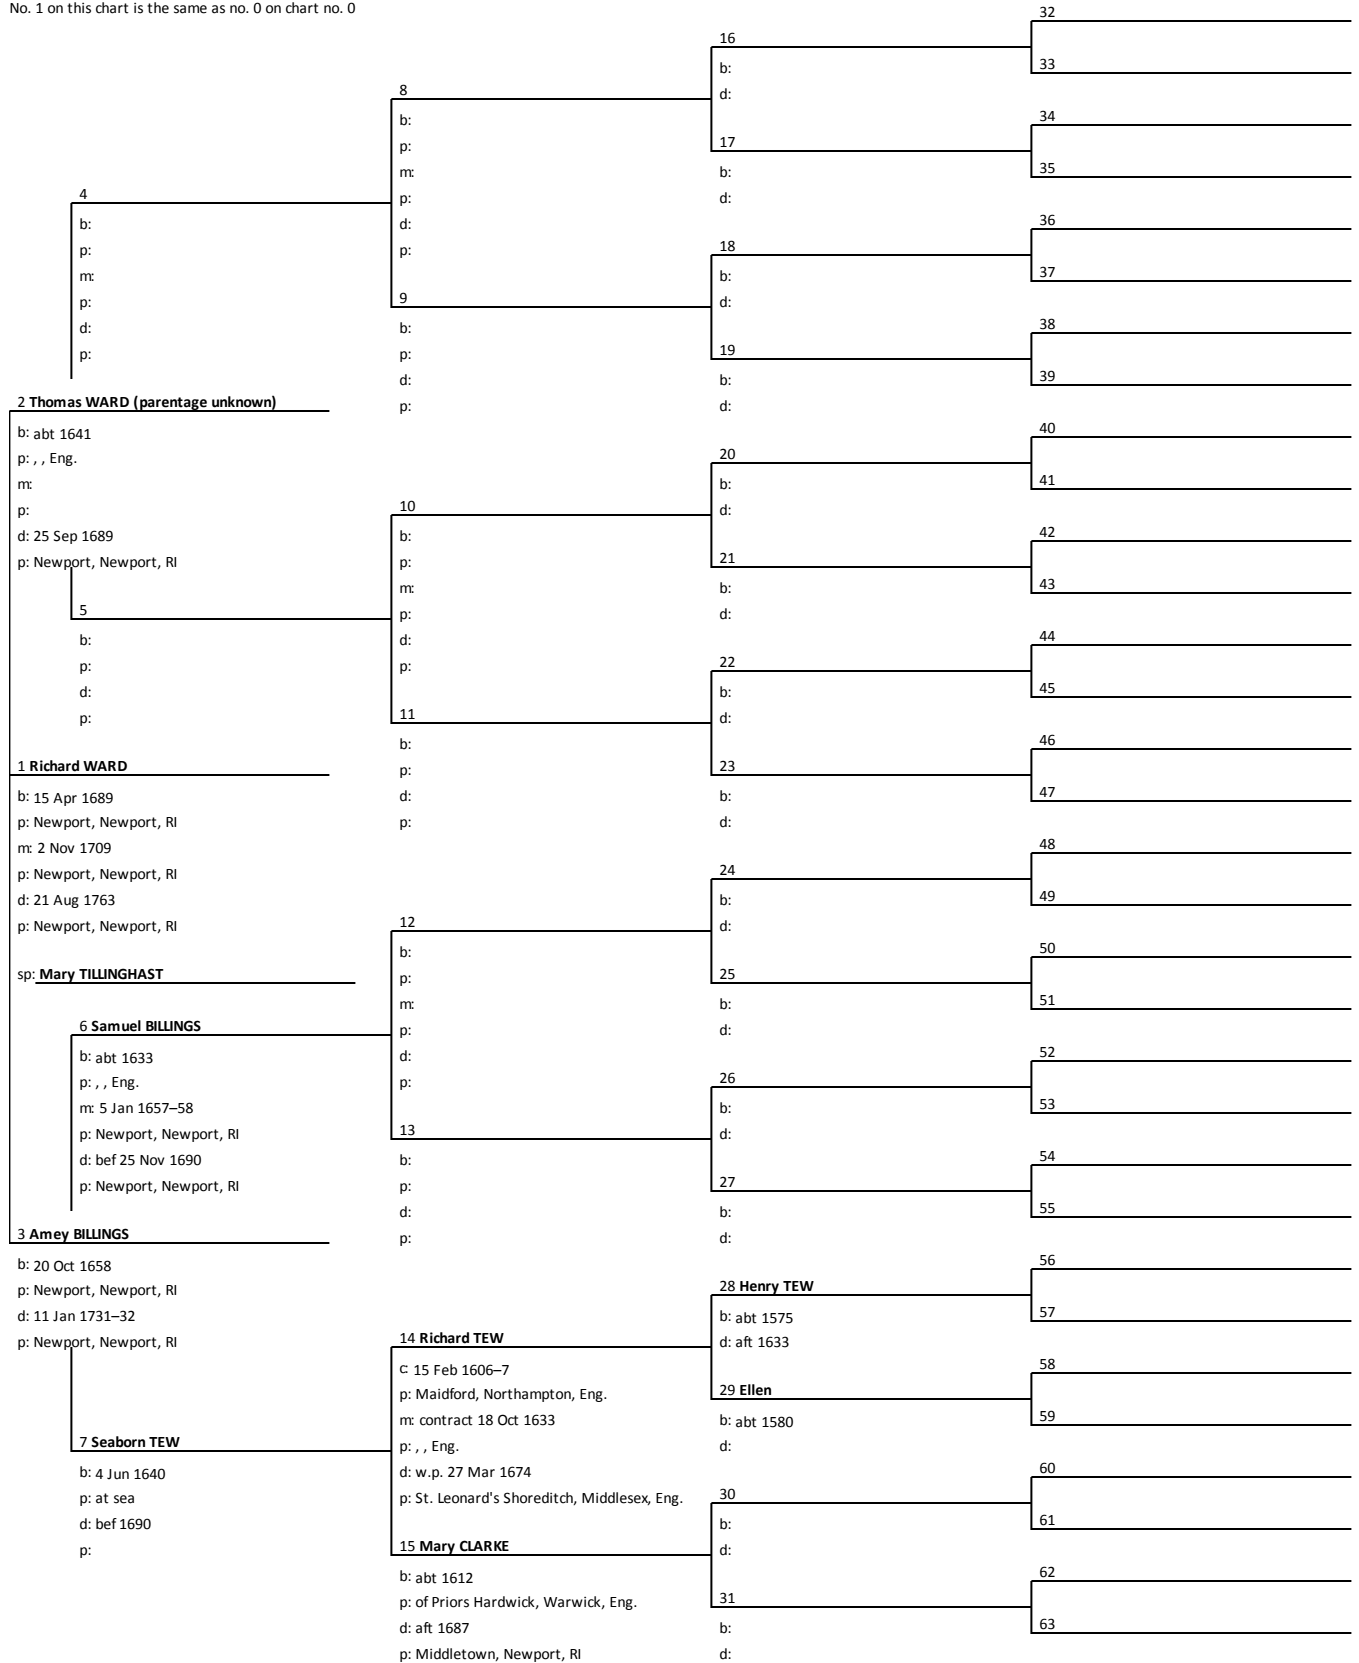 No. 1 on this chart is the same as no. 0 on chart no. 0
4
b:
p:
m:
p:
d:
p:
2 Thomas WARD (parentage unknown)
b: abt 1641
p: , , Eng.
m:
p:
d: 25 Sep 1689
p: Newport, Newport, RI
5
b:
p:
d:
p:
1 Richard WARD
b: 15 Apr 1689
p: Newport, Newport, RI
m: 2 Nov 1709
p: Newport, Newport, RI
d: 21 Aug 1763
p: Newport, Newport, RI
sp: Mary TILLINGHAST
6 Samuel BILLINGS
b: abt 1633
p: , , Eng.
m: 5 Jan 1657–58
p: Newport, Newport, RI
d: bef 25 Nov 1690
p: Newport, Newport, RI
3 Amey BILLINGS
b: 20 Oct 1658
p: Newport, Newport, RI
d: 11 Jan 1731–32
p: Newport, Newport, RI
7 Seaborn TEW
b: 4 Jun 1640
p: at sea
d: bef 1690
p:
8
b:
p:
m:
p:
d:
p:
9
b:
p:
d:
p:
10
b:
p:
m:
p:
d:
p:
11
b:
p:
d:
p:
12
b:
p:
m:
p:
d:
p:
13
b:
p:
d:
p:
14 Richard TEW
c: 15 Feb 1606–7
p: Maidford, Northampton, Eng.
m: contract 18 Oct 1633
p: , , Eng.
d: w.p. 27 Mar 1674
p: St. Leonard's Shoreditch, Middlesex, Eng.
15 Mary CLARKE
b: abt 1612
p: of Priors Hardwick, Warwick, Eng.
d: aft 1687
p: Middletown, Newport, RI
16
b:
d:
17
b:
d:
18
b:
d:
19
b:
d:
20
b:
d:
21
b:
d:
22
b:
d:
23
b:
d:
24
b:
d:
25
b:
d:
26
b:
d:
27
b:
d:
28 Henry TEW
b: abt 1575
d: aft 1633
29 Ellen
b: abt 1580
d:
30
b:
d:
31
b:
d:
32
33
34
35
36
37
38
39
40
41
42
43
44
45
46
47
48
49
50
51
52
53
54
55
56
57
58
59
60
61
62
63